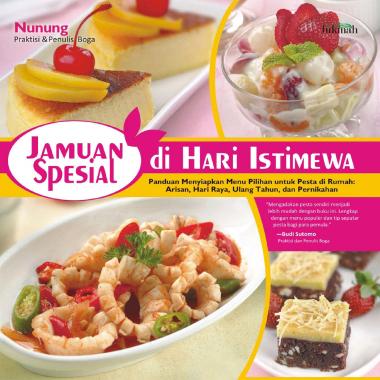 Nunung
Praktisi & Penulis Boga
hikmah
JAMUAN
SPESIAL
di HARI ISTIMEWA
Panduan Menyiapkan Menu Pilihan untuk Pesta di Rumah:
Arisan, Hari Raya, Ulang Tahun, dan Pernikahan
"Mengadakan pesta sendiri menjadi
lebih mudah dengan buku ini. Lengkap
dengan menu populer dan tip seputar
pesta bagi para pemula."
—Budi Sutomo
Praktisi dan Penulis Boga